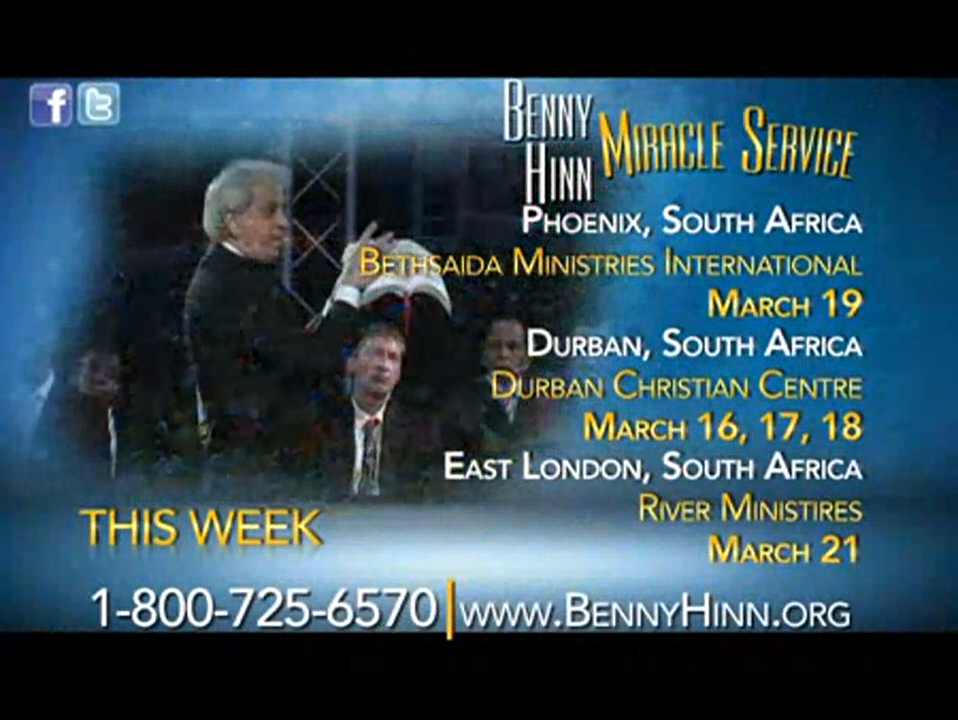 f t
BENNY HINN MIRACLE SERVICE
PHOENIX, SOUTH AFRICA
BETHSAIDA MINISTRIES INTERNATIONAL
MARCH 19
DURBAN, SOUTH AFRICA
DURBAN CHRISTIAN CENTRE
MARCH 16, 17, 18
EAST LONDON, SOUTH AFRICA
RIVER MINISTIRES
MARCH 21
THIS WEEK
1-800-725-6570 | WWW.BENNYHINN.ORG